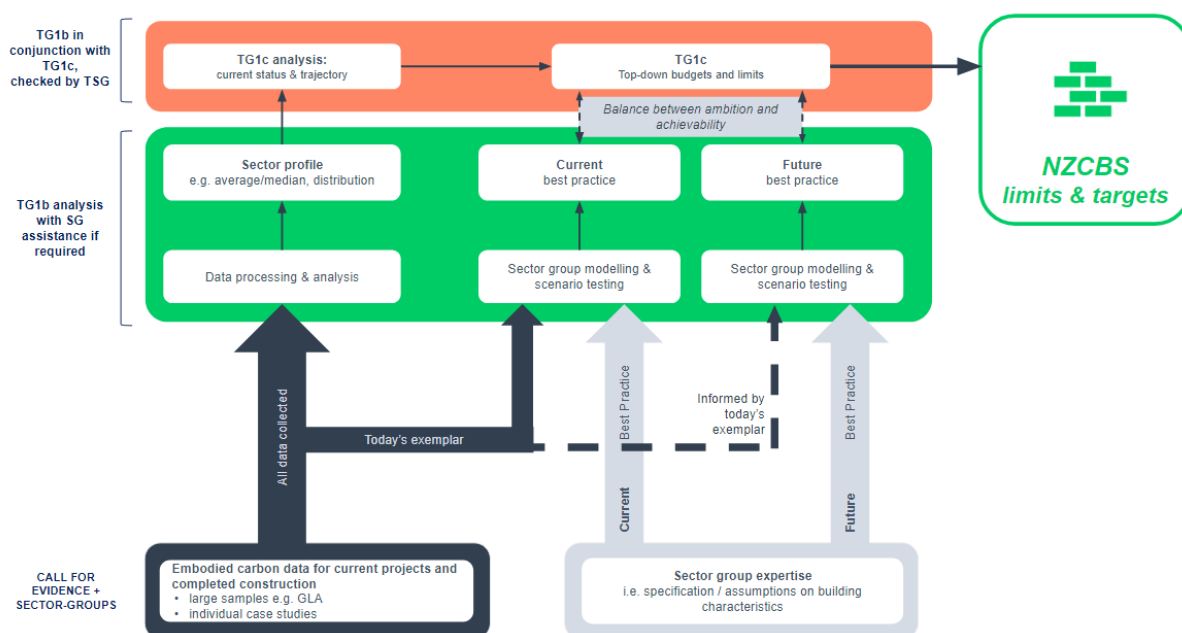 TG1b in
conjunction with
TG1c,
checked by TSG
TG1c analysis:
current status & trajectory
TG1c
Top-down budgets and limits
Balance between ambition and
achievability
NZCBS
limits & targets
TG1b analysis
with SG
assistance if
required
Sector profile
e.g. average/median, distribution
Current
best practice
Future
best practice
Data processing & analysis
Sector group modelling &
scenario testing
Sector group modelling &
scenario testing
All data collected
Today's exemplar
Current Best Practice
Informed by
today's
exemplar
Future Best Practice
CALL FOR
EVIDENCE +
SECTOR-GROUPS
Embodied carbon data for current projects and
completed construction
• large samples e.g. GLA
• individual case studies
Sector group expertise
i.e. specification / assumptions on building
characteristics